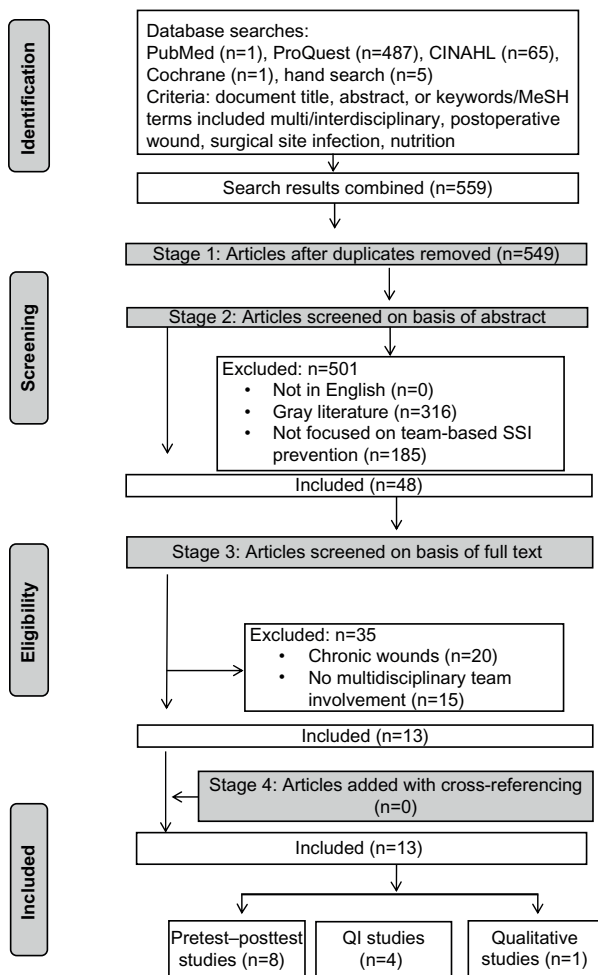 Identification
Database searches:
PubMed (n=1), ProQuest (n=487), CINAHL (n=65),
Cochrane (n=1), hand search (n=5)
Criteria: document title, abstract, or keywords/MeSH
terms included multi/interdisciplinary, postoperative
wound, surgical site infection, nutrition
Search results combined (n=559)
Stage 1: Articles after duplicates removed (n=549)
Screening
Stage 2: Articles screened on basis of abstract
Excluded: n=501
• Not in English (n=0)
• Gray literature (n=316)
• Not focused on team-based SSI
prevention (n=185)
Included (n=48)
Eligibility
Stage 3: Articles screened on basis of full text
Excluded: n=35
• Chronic wounds (n=20)
• No multidisciplinary team
involvement (n=15)
Included (n=13)
Included
Stage 4: Articles added with cross-referencing
(n=0)
Included (n=13)
Pretest–posttest
studies (n=8)
QI studies
(n=4)
Qualitative
studies (n=1)